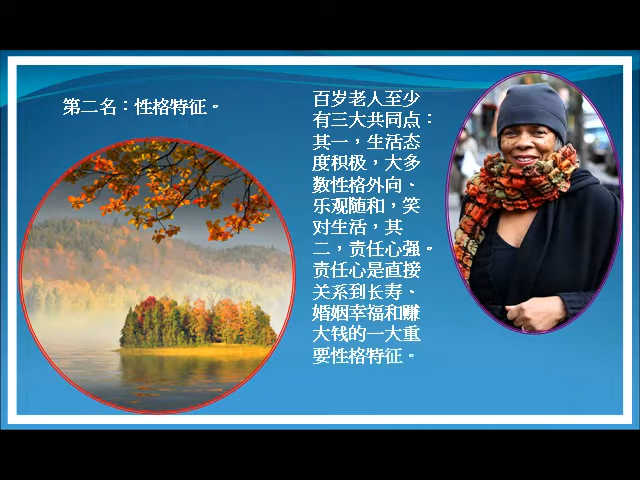 第二名：性格特征。
百岁老人至少
有三大共同点：
其一，生活态
度积极，大多
数性格外向、
乐观随和，笑
对生活，其
二，责任心强。
责任心是直接
关系到长寿、
婚姻幸福和赚
大钱的一大重
要性格特征。